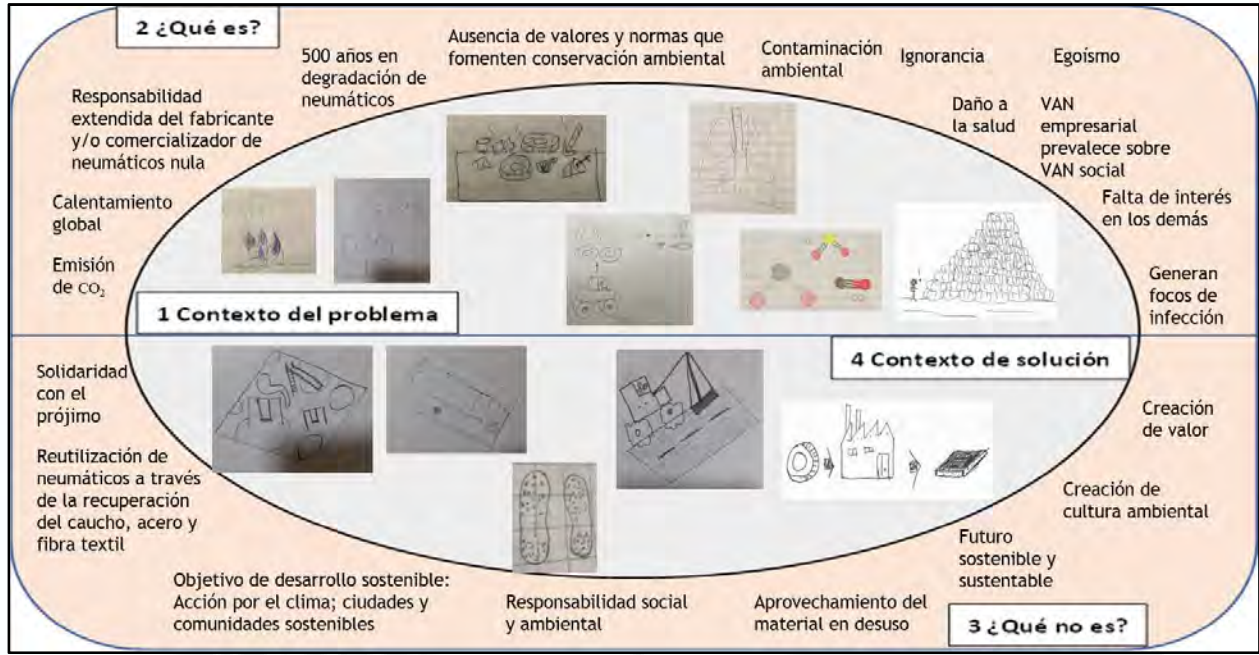 2 ¿Qué es?
500 años en
degradación de
neumáticos
Ausencia de valores y normas que
fomenten conservación ambiental
Contaminación
ambiental
Ignorancia
Egoísmo
Responsabilidad
extendida del fabricante
y/o comercializador de
neumáticos nula
Daño a
la salud
VAN
empresarial
prevalece sobre
VAN social
Calentamiento
global
Falta de interés
en los demás
Emisión
de CO₂
Generan
focos de
infección
1 Contexto del problema
4 Contexto de solución
Solidaridad
con el
prójimo
Creación
de valor
Reutilización de
neumáticos a través
de la recuperación
del caucho, acero y
fibra textil
Creación de
cultura ambiental
Futuro
sostenible y
sustentable
Objetivo de desarrollo sostenible:
Acción por el clima; ciudades y
comunidades sostenibles
Responsabilidad social
y ambiental
Aprovechamiento del
material en desuso
3 ¿Qué no es?